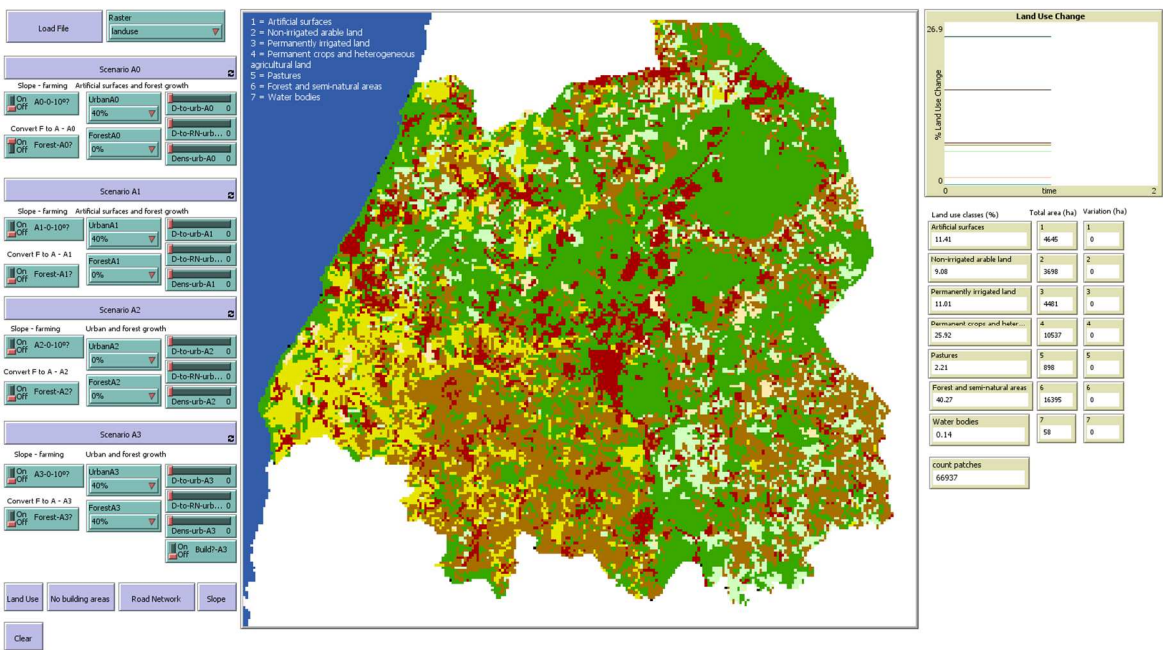 Load File
Raster
landuse
Scenario A0
Slope - farming Artificial surfaces and forest growth
On
Off
A0-0-10º?
UrbanA0
40%
D-to-urb-A0 0
Convert F to A - A0
On
Off
Forest-A0?
ForestA0
0%
D-to-RN-urb... 0
Dens-urb-A0 0
Scenario A1
Slope - farming Artificial surfaces and forest growth
On
Off
A1-0-10º?
UrbanA1
40%
D-to-urb-A1 0
Convert F to A - A1
On
Off
Forest-A1?
ForestA1
0%
D-to-RN-urb... 0
Dens-urb-A1 0
Scenario A2
Slope - farming Urban and forest growth
On
Off
A2-0-10º?
UrbanA2
0%
D-to-urb-A2 0
Convert F to A - A2
On
Off
Forest-A2?
ForestA2
0%
D-to-RN-urb... 0
Dens-urb-A2 0
Scenario A3
Slope - farming Urban and forest growth
On
Off
A3-0-10º?
UrbanA3
40%
D-to-urb-A3 0
Convert F to A - A3
On
Off
Forest-A3?
ForestA3
40%
D-to-RN-urb... 0
Dens-urb-A3 0
On
Off
Build?-A3
Land Use No building areas Road Network Slope
Clear
1 = Artificial surfaces
2 = Non-irrigated arable land
3 = Permanently irrigated land
4 = Permanent crops and heterogeneous
agricultural land
5 = Pastures
6 = Forest and semi-natural areas
7 = Water bodies
Land Use Change
26.9
% Land Use Change
0
0 time 2
Land use classes (%) Total area (ha) Variation (ha)
Artificial surfaces 1 1
11.41 4645 0
Non-irrigated arable land 2 2
9.08 3698 0
Permanently irrigated land 3 3
11.01 4481 0
Permanent crops and heter... 4 4
25.92 10537 0
Pastures 5 5
2.21 898 0
Forest and semi-natural areas 6 6
40.27 16395 0
Water bodies 7 7
0.14 58 0
count patches
66937